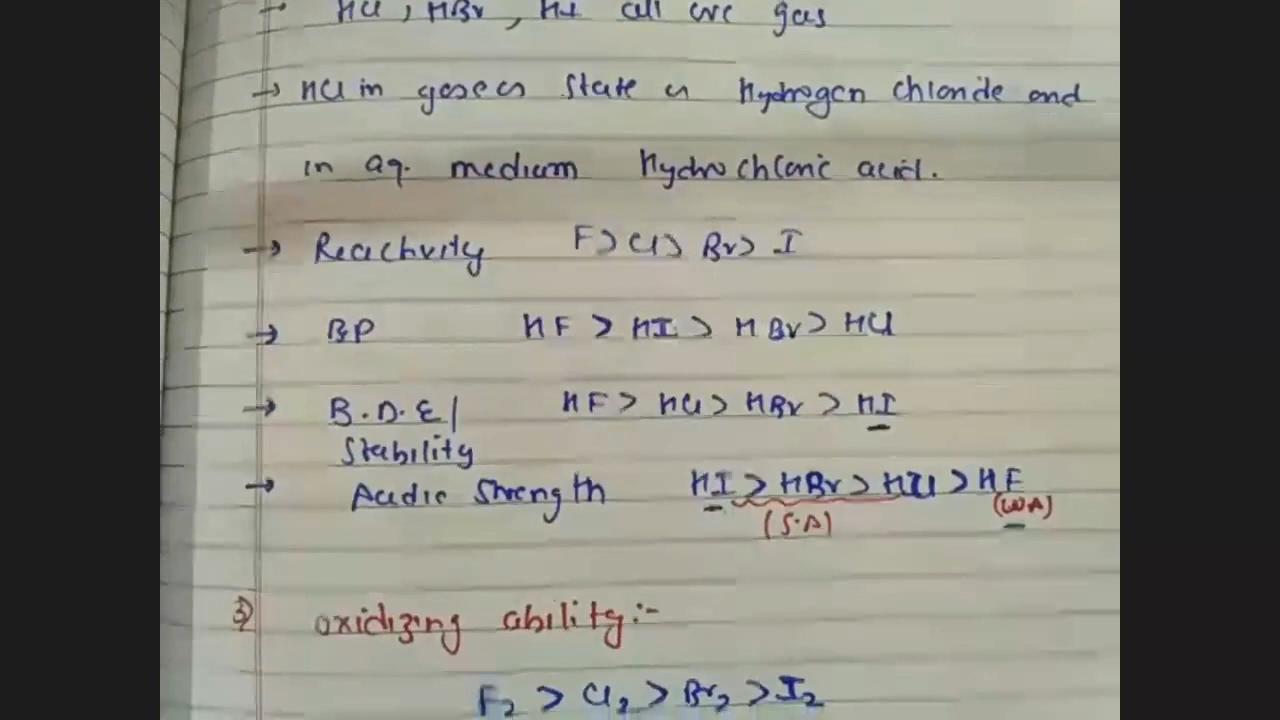 → HCl, HBr, HI all are gas
→ HCl in gaseous state is Hydrogen chloride and
in aq. medium Hydrochloric acid.
→ Reactivity F > Cl > Br > I
→ BP HF > HI > HBr > HCl
→ B.D.E/ HF > HCl > HBr > HI
Stability
→ Acidic Strength HI > HBr > HCl > HF
(S.A) (W.A)
3) oxidizing ability:-
F2 > Cl2 > Br2 > I2